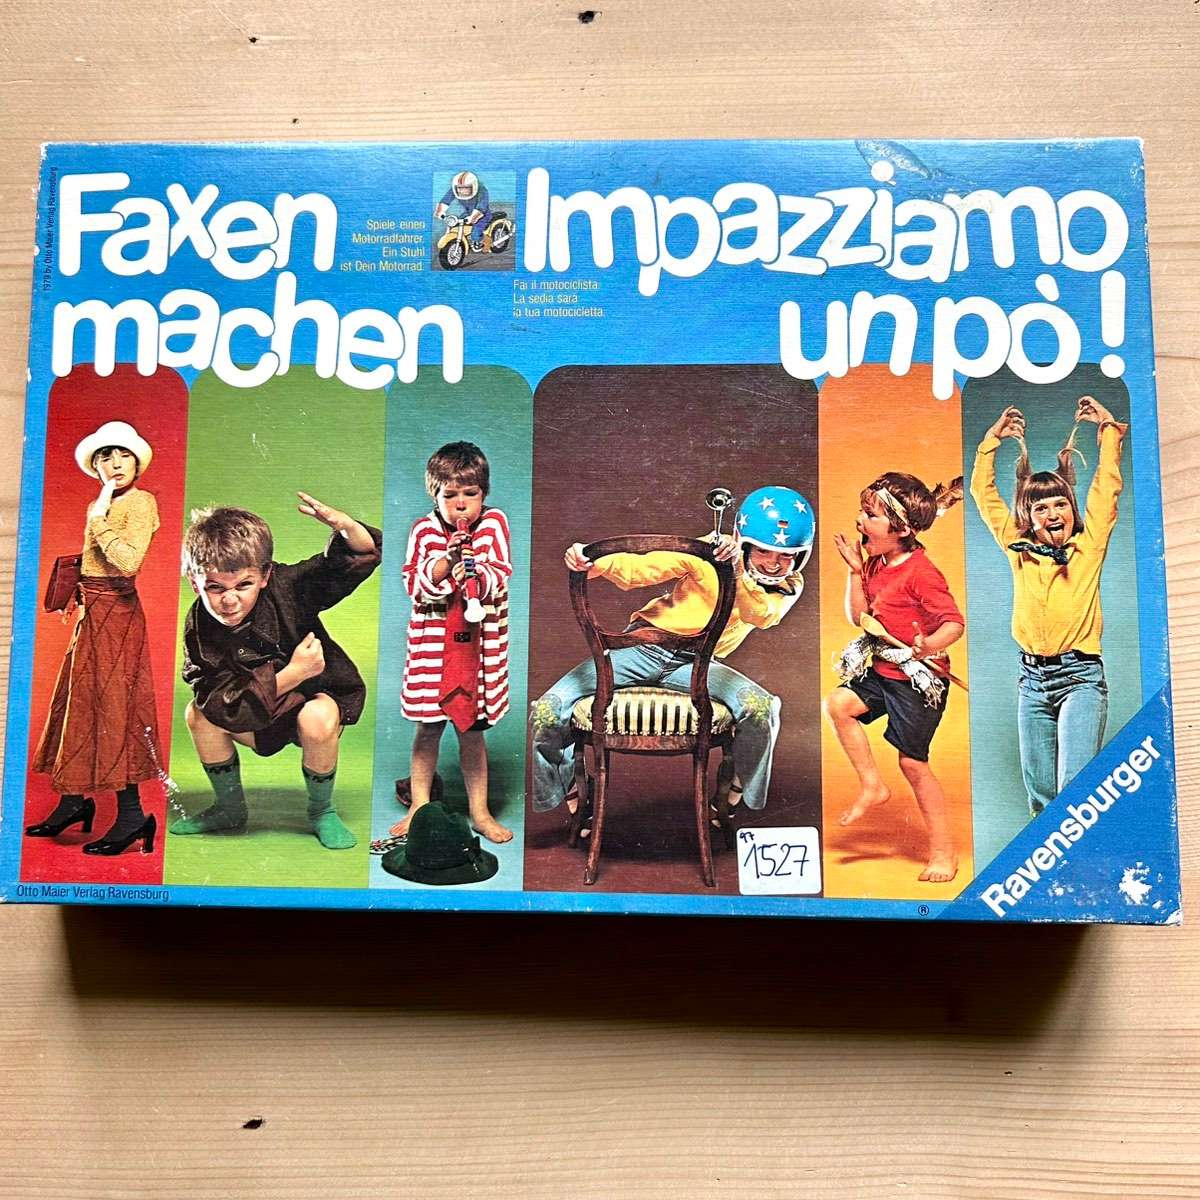 Faxen
machen
Spiele einen
Motorradfahrer.
Ein Stuhl
ist Dein Motorrad.
Impazziamo
un pò!
Fai il motociclista.
La sedia sarà
la tua motocicletta.
1979 by Otto Maier Verlag Ravensburg
97
1527
Otto Maier Verlag Ravensburg
®
Ravensburger